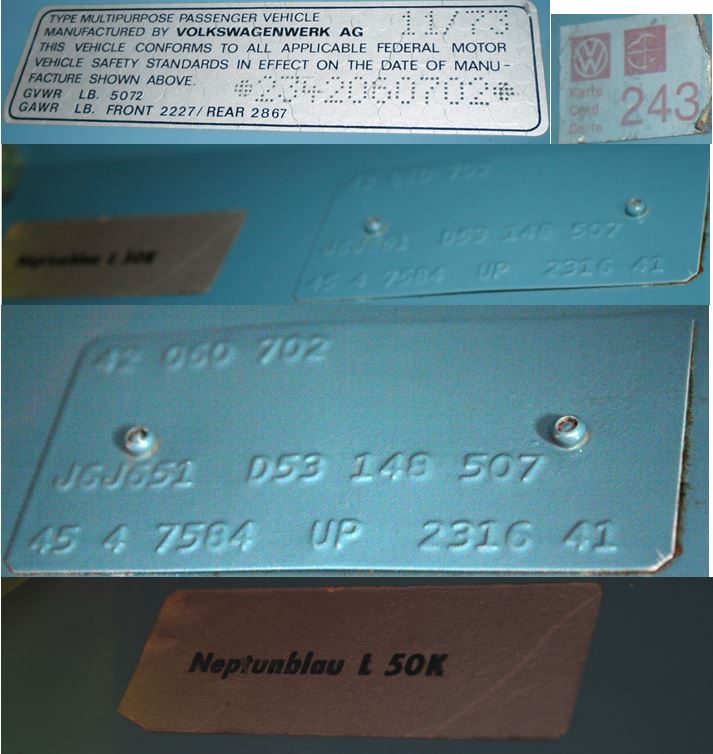 TYPE MULTIPURPOSE PASSENGER VEHICLE
11/73
MANUFACTURED BY VOLKSWAGENWERK AG
THIS VEHICLE CONFORMS TO ALL APPLICABLE FEDERAL MOTOR
VEHICLE SAFETY STANDARDS IN EFFECT ON THE DATE OF MANU-
FACTURE SHOWN ABOVE.
GVWR LB. 5072
*2342060702*
GAWR LB. FRONT 2227/REAR 2867
Karte
Card
Carte
243
42 060 702
J6J651 D53 148 507
45 4 7584 UP 2316 41
Neptunblau L 50K
42 060 702
J6J651 D53 148 507
45 4 7584 UP 2316 41
Neptunblau L 50K